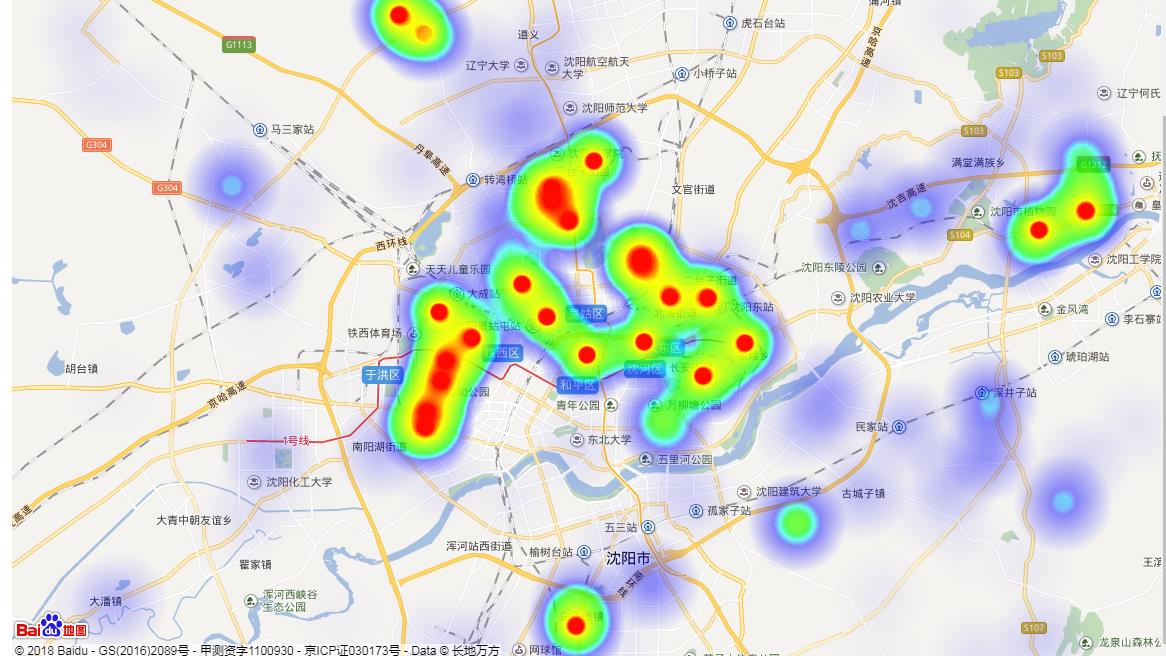 蒲河镇
虎石台站
道义
京哈高速
G1113
S103
辽宁大学
沈阳航空航天
大学
小桥子站
S103
辽宁何氏
沈阳师范大学
马三家站
S103
G304
丹阜高速
满堂满族乡
G1212
转湾桥站
G304
文官街道
沈吉高速
沈阳市植物园
S104
西环线
沈阳工学院
天天儿童乐园
沈阳东陵公园
大成站
沈阳农业大学
沈阳东站
金风湾
皇姑区
李石寨站
铁西体育场
铁西区
沈河区
琥珀湖站
胡台镇
于洪区
和平区
京哈高速
深井子站
青年公园
万柳塘公园
民家站
1号线
南阳湖街道
东北大学
五里河公园
沈阳化工大学
沈阳建筑大学
古城子镇
孤家子站
大青中朝友谊乡
五三站
浑河站西街道
榆树台站
沈阳市
瞿家镇
南环线
大潘镇
浑河西峡谷
生态公园
S107
Baidu地图
龙泉山森林公
© 2018 Baidu - GS(2016)2089号 - 甲测资字1100930 - 京ICP证030173号 - Data © 长地万方
网球馆